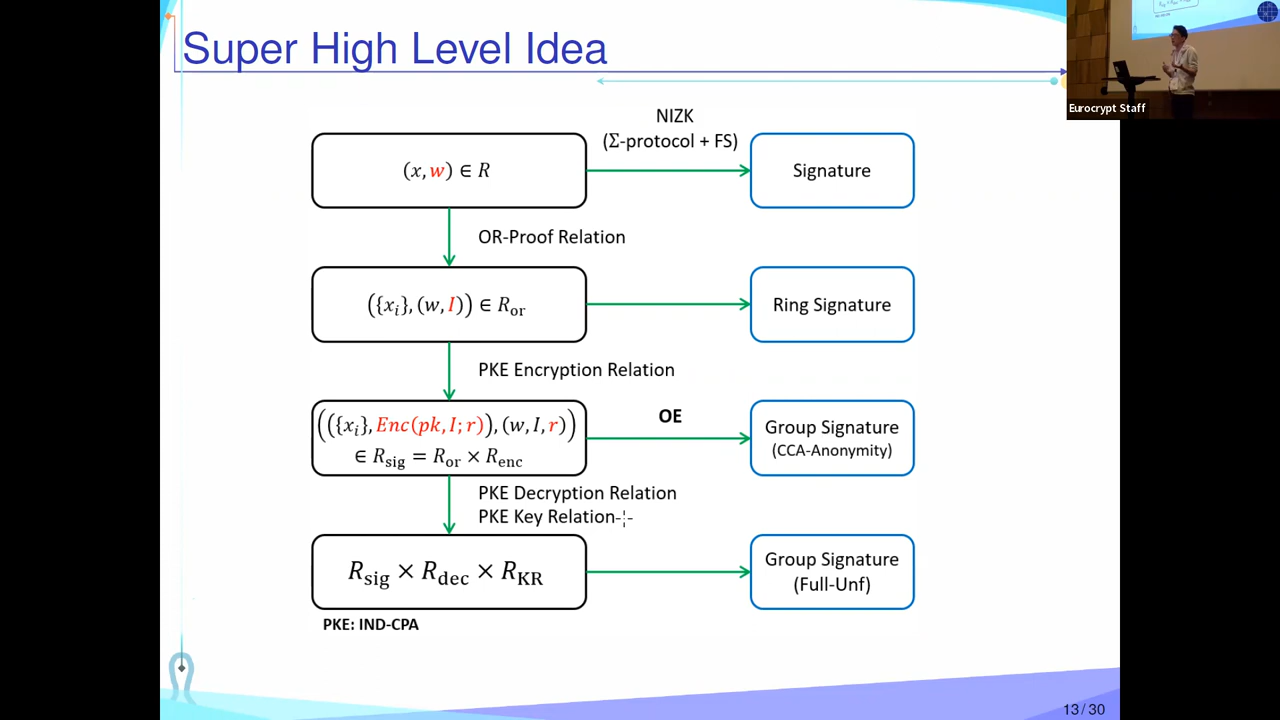 Super High Level Idea
Eurocrypt Staff
NIZK
(Σ-protocol + FS)
(x, w) ∈ R
Signature
OR-Proof Relation
({xᵢ}, (w, I)) ∈ R_or
Ring Signature
PKE Encryption Relation
(({xᵢ}, Enc(pk, I; r)), (w, I, r))
∈ R_sig = R_or × R_enc
OE
Group Signature
(CCA-Anonymity)
PKE Decryption Relation
PKE Key Relation
R_sig × R_dec × R_KR
Group Signature
(Full-Unf)
PKE: IND-CPA
13/30